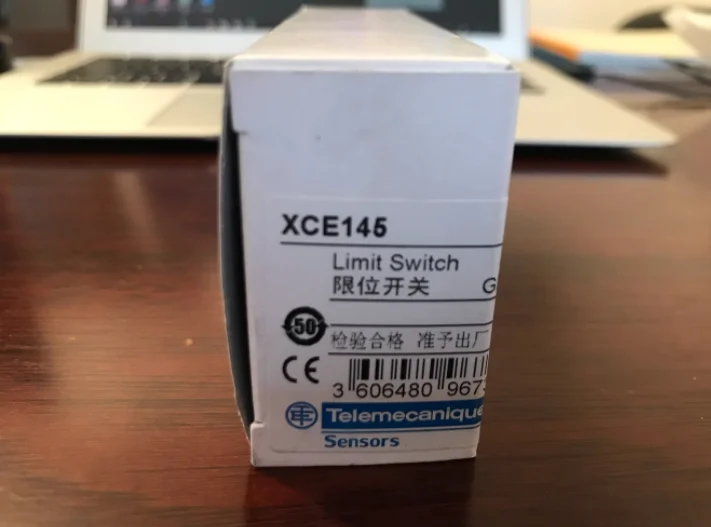 XCE145
Limit Switch
限位开关 G
50
检验合格 准予出厂
CE
3 606480 967
Telemecanique
Sensors